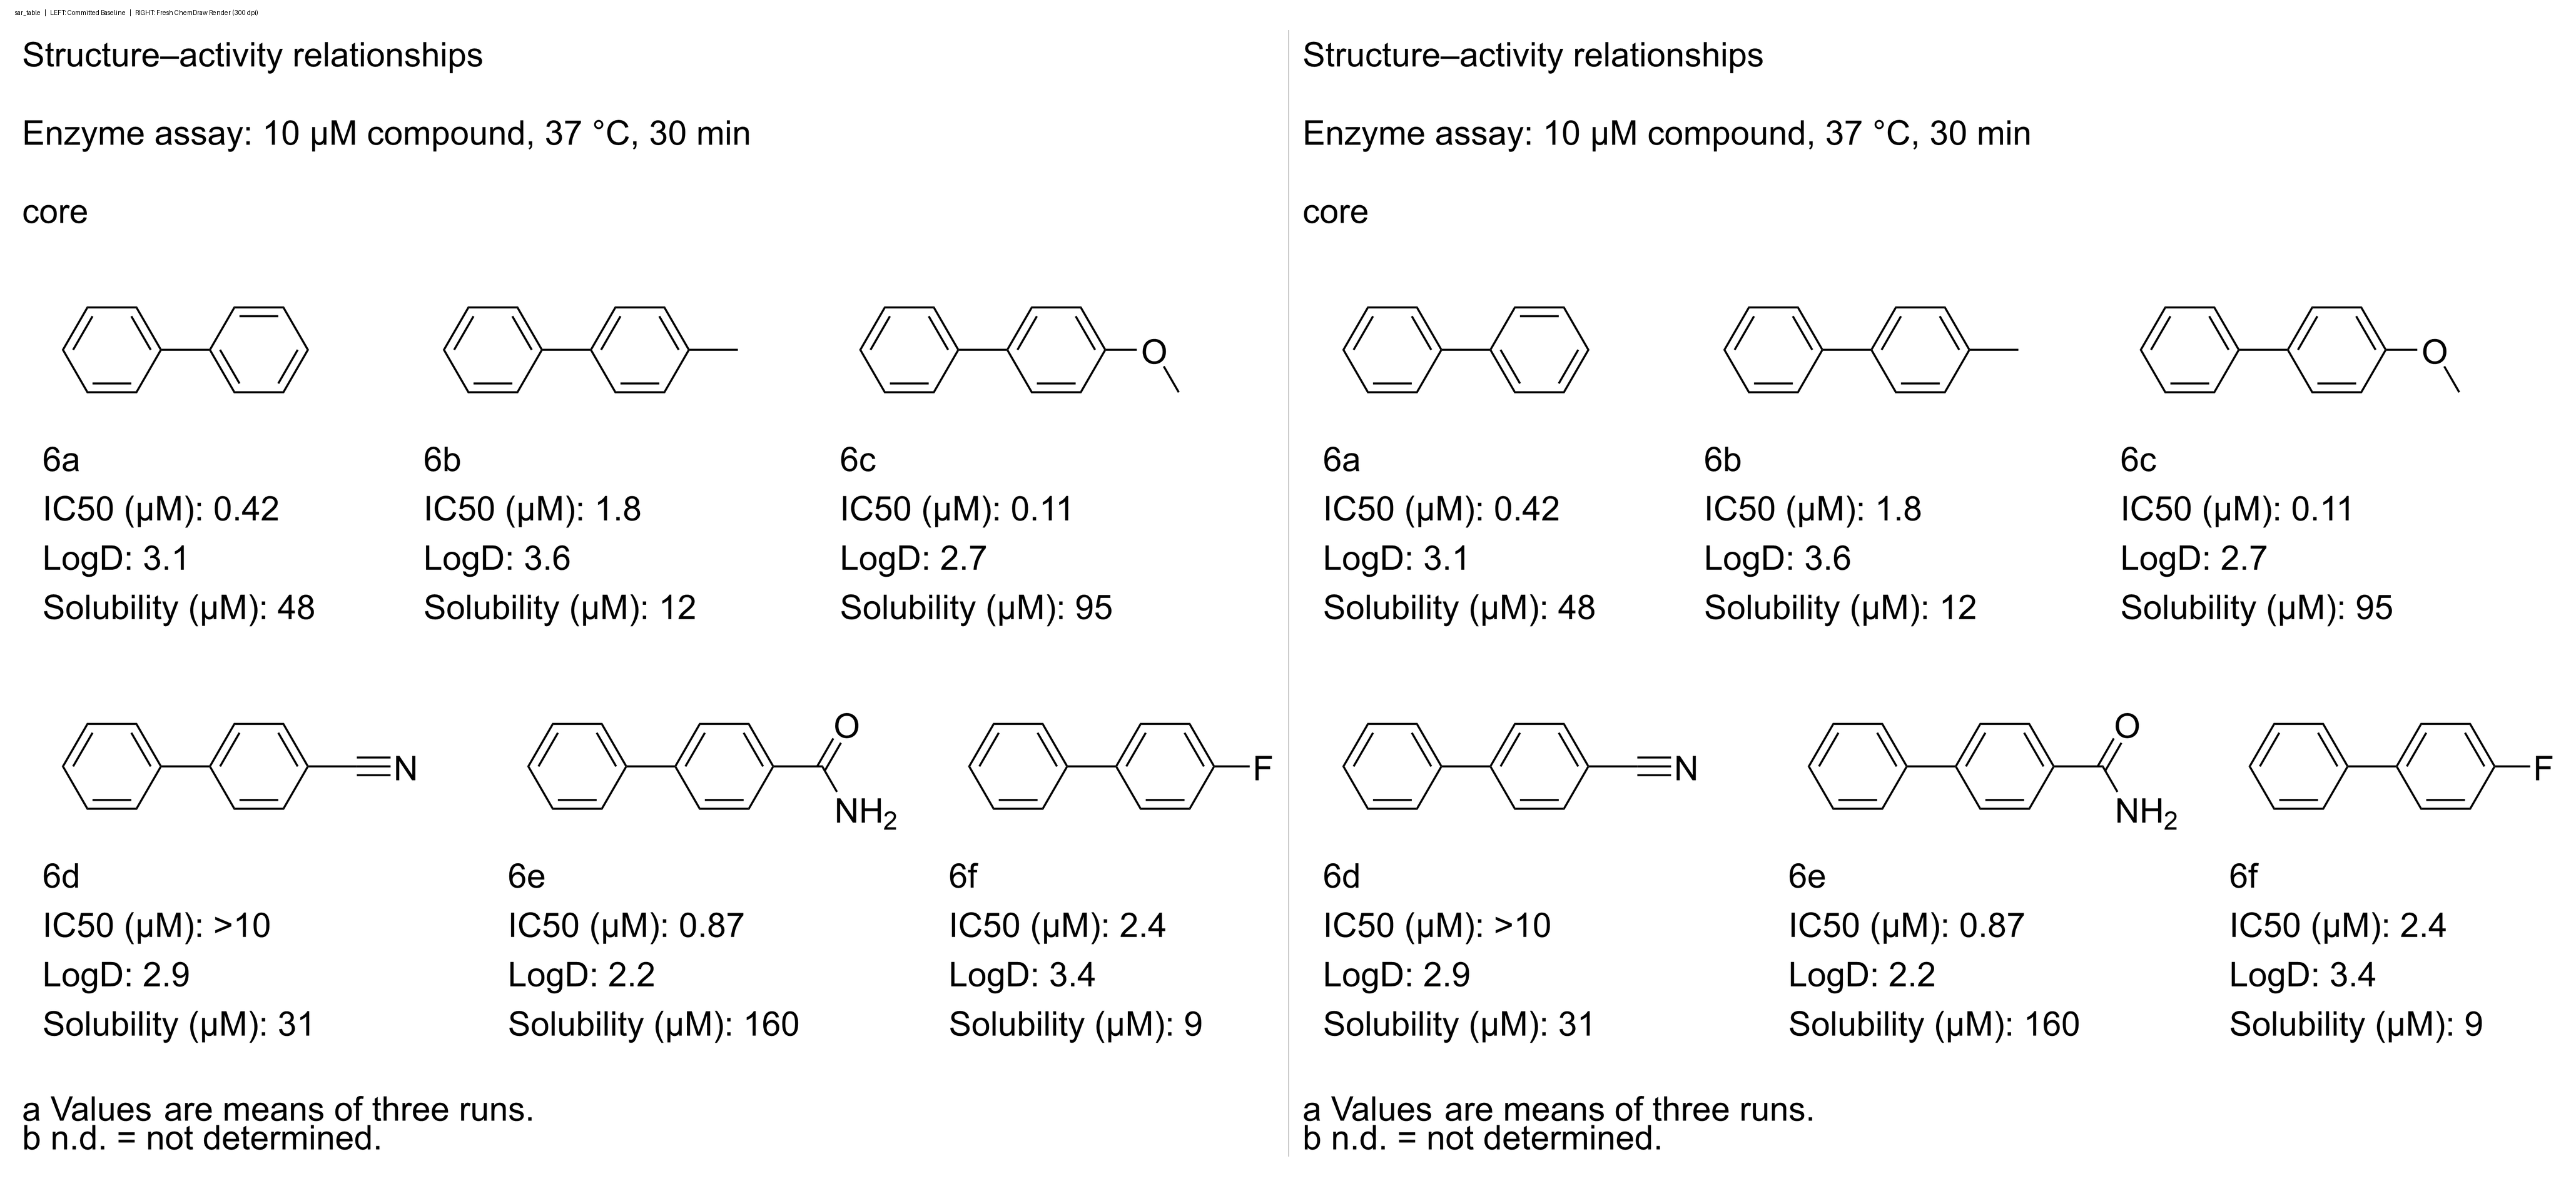 sar_table | LEFT: Committed Baseline | RIGHT: Fresh ChemDraw Render (300 dpi)
Structure–activity relationships
Enzyme assay: 10 µM compound, 37 °C, 30 min
core
O
6a
6b
6c
IC50 (µM): 0.42
IC50 (µM): 1.8
IC50 (µM): 0.11
LogD: 3.1
LogD: 3.6
LogD: 2.7
Solubility (µM): 48
Solubility (µM): 12
Solubility (µM): 95
N
O
NH2
F
6d
6e
6f
IC50 (µM): >10
IC50 (µM): 0.87
IC50 (µM): 2.4
LogD: 2.9
LogD: 2.2
LogD: 3.4
Solubility (µM): 31
Solubility (µM): 160
Solubility (µM): 9
a Values are means of three runs.
b n.d. = not determined.
Structure–activity relationships
Enzyme assay: 10 µM compound, 37 °C, 30 min
core
O
6a
6b
6c
IC50 (µM): 0.42
IC50 (µM): 1.8
IC50 (µM): 0.11
LogD: 3.1
LogD: 3.6
LogD: 2.7
Solubility (µM): 48
Solubility (µM): 12
Solubility (µM): 95
N
O
NH2
F
6d
6e
6f
IC50 (µM): >10
IC50 (µM): 0.87
IC50 (µM): 2.4
LogD: 2.9
LogD: 2.2
LogD: 3.4
Solubility (µM): 31
Solubility (µM): 160
Solubility (µM): 9
a Values are means of three runs.
b n.d. = not determined.